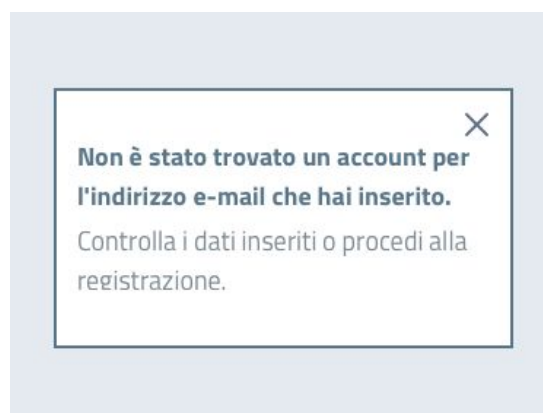 Non è stato trovato un account per
l'indirizzo e-mail che hai inserito.
Controlla i dati inseriti o procedi alla
registrazione.